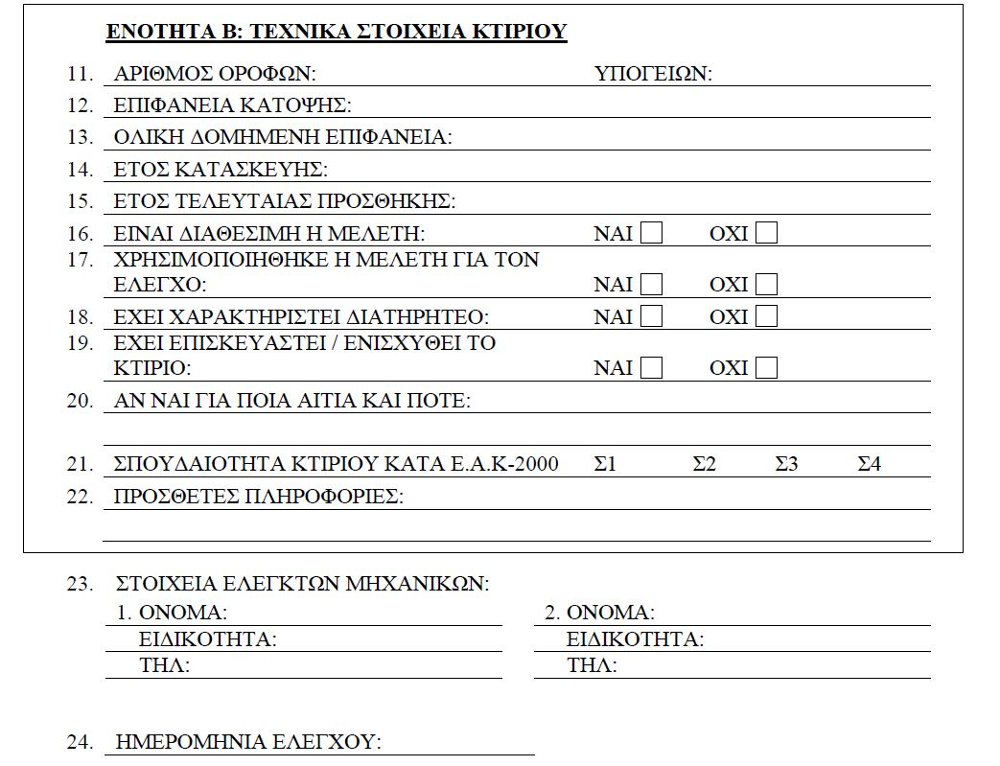 ΕΝΟΤΗΤΑ Β: ΤΕΧΝΙΚΑ ΣΤΟΙΧΕΙΑ ΚΤΙΡΙΟΥ
11. ΑΡΙΘΜΟΣ ΟΡΟΦΩΝ: ΥΠΟΓΕΙΩΝ:
12. ΕΠΙΦΑΝΕΙΑ ΚΑΤΟΨΗΣ:
13. ΟΛΙΚΗ ΔΟΜΗΜΕΝΗ ΕΠΙΦΑΝΕΙΑ:
14. ΕΤΟΣ ΚΑΤΑΣΚΕΥΗΣ:
15. ΕΤΟΣ ΤΕΛΕΥΤΑΙΑΣ ΠΡΟΣΘΗΚΗΣ:
16. ΕΙΝΑΙ ΔΙΑΘΕΣΙΜΗ Η ΜΕΛΕΤΗ: ΝΑΙ ΟΧΙ
17. ΧΡΗΣΙΜΟΠΟΙΗΘΗΚΕ Η ΜΕΛΕΤΗ ΓΙΑ ΤΟΝ
ΕΛΕΓΧΟ: ΝΑΙ ΟΧΙ
18. ΕΧΕΙ ΧΑΡΑΚΤΗΡΙΣΤΕΙ ΔΙΑΤΗΡΗΤΕΟ: ΝΑΙ ΟΧΙ
19. ΕΧΕΙ ΕΠΙΣΚΕΥΑΣΤΕΙ / ΕΝΙΣΧΥΘΕΙ ΤΟ
ΚΤΙΡΙΟ: ΝΑΙ ΟΧΙ
20. ΑΝ ΝΑΙ ΓΙΑ ΠΟΙΑ ΑΙΤΙΑ ΚΑΙ ΠΟΤΕ:
21. ΣΠΟΥΔΑΙΟΤΗΤΑ ΚΤΙΡΙΟΥ ΚΑΤΑ Ε.Α.Κ-2000 Σ1 Σ2 Σ3 Σ4
22. ΠΡΟΣΘΕΤΕΣ ΠΛΗΡΟΦΟΡΙΕΣ:
23. ΣΤΟΙΧΕΙΑ ΕΛΕΓΚΤΩΝ ΜΗΧΑΝΙΚΩΝ:
1. ΟΝΟΜΑ: 2. ΟΝΟΜΑ:
ΕΙΔΙΚΟΤΗΤΑ: ΕΙΔΙΚΟΤΗΤΑ:
ΤΗΛ: ΤΗΛ:
24. ΗΜΕΡΟΜΗΝΙΑ ΕΛΕΓΧΟΥ: